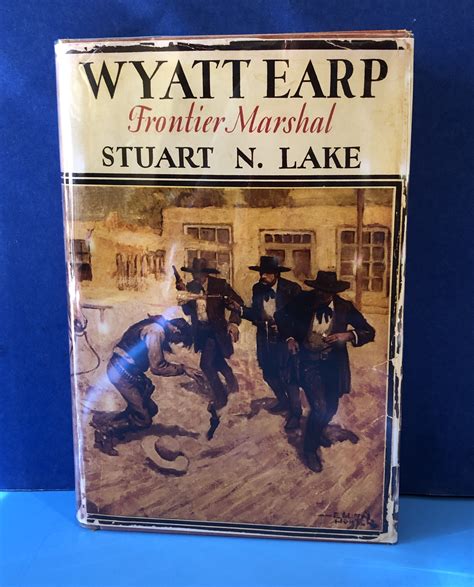 WYATT EARP
Frontier Marshal
STUART N. LAKE